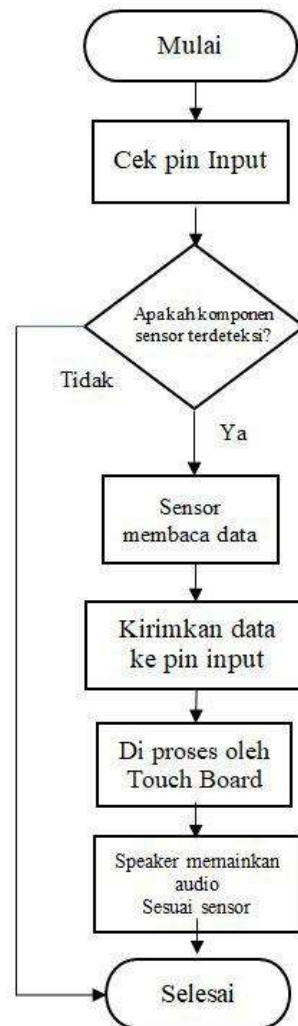 Mulai
Cek pin Input
Apakah komponen
sensor terdeteksi?
Tidak
Ya
Sensor
membaca data
Kirimkan data
ke pin input
Di proses oleh
Touch Board
Speaker memainkan
audio
Sesuai sensor
Selesai